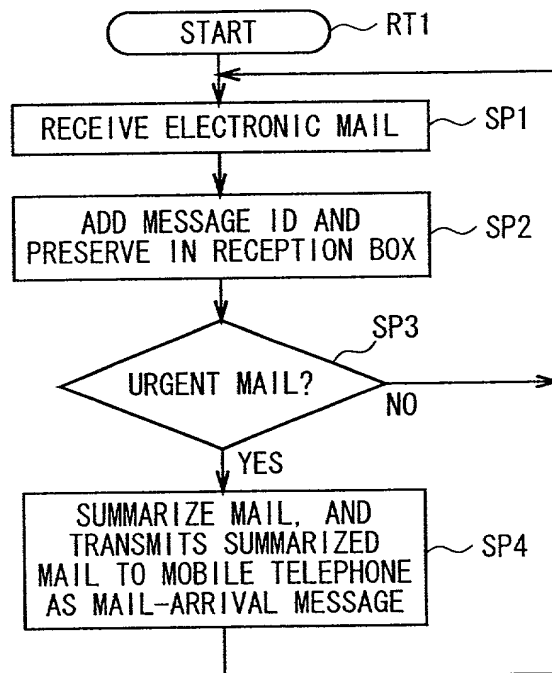 START
RT1
RECEIVE ELECTRONIC MAIL
SP1
ADD MESSAGE ID AND
PRESERVE IN RECEPTION BOX
SP2
SP3
URGENT MAIL?
NO
YES
SUMMARIZE MAIL, AND
TRANSMITS SUMMARIZED
MAIL TO MOBILE TELEPHONE
AS MAIL-ARRIVAL MESSAGE
SP4